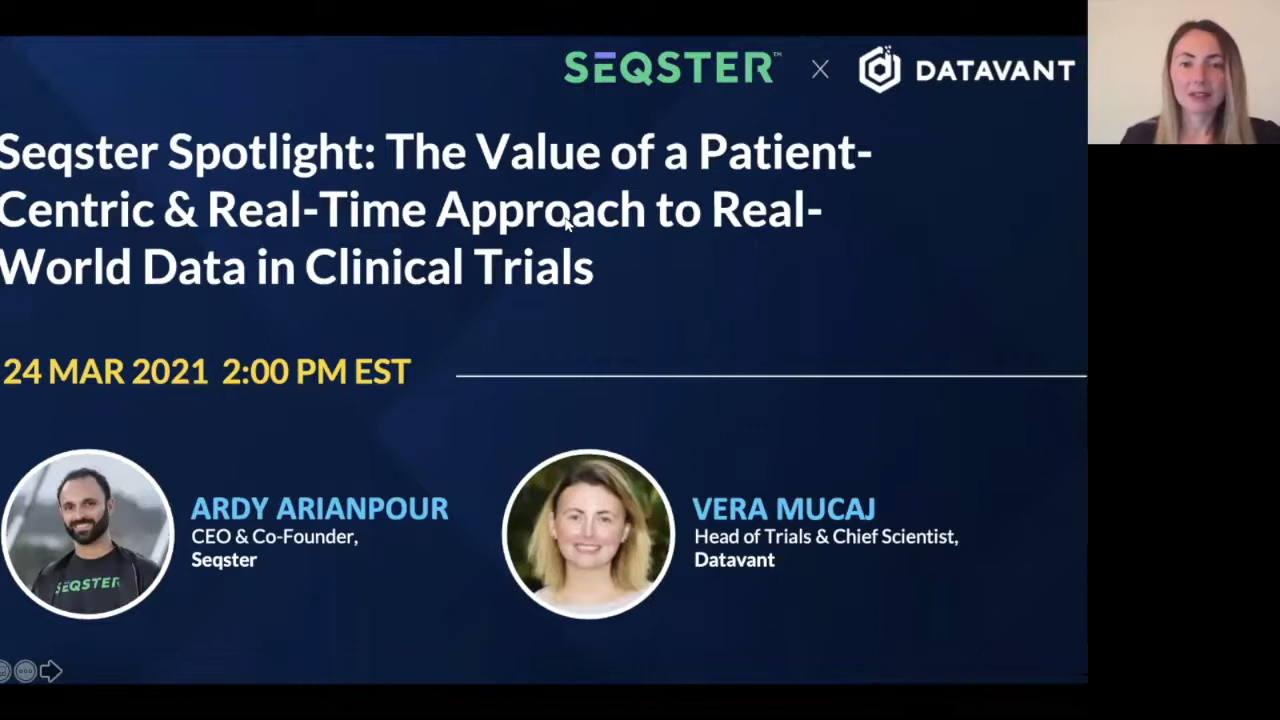 SEQSTER™ X DATAVANT
Seqster Spotlight: The Value of a Patient-
Centric & Real-Time Approach to Real-
World Data in Clinical Trials
24 MAR 2021 2:00 PM EST
SEQSTER
ARDY ARIANPOUR
CEO & Co-Founder,
Seqster
VERA MUCAJ
Head of Trials & Chief Scientist,
Datavant